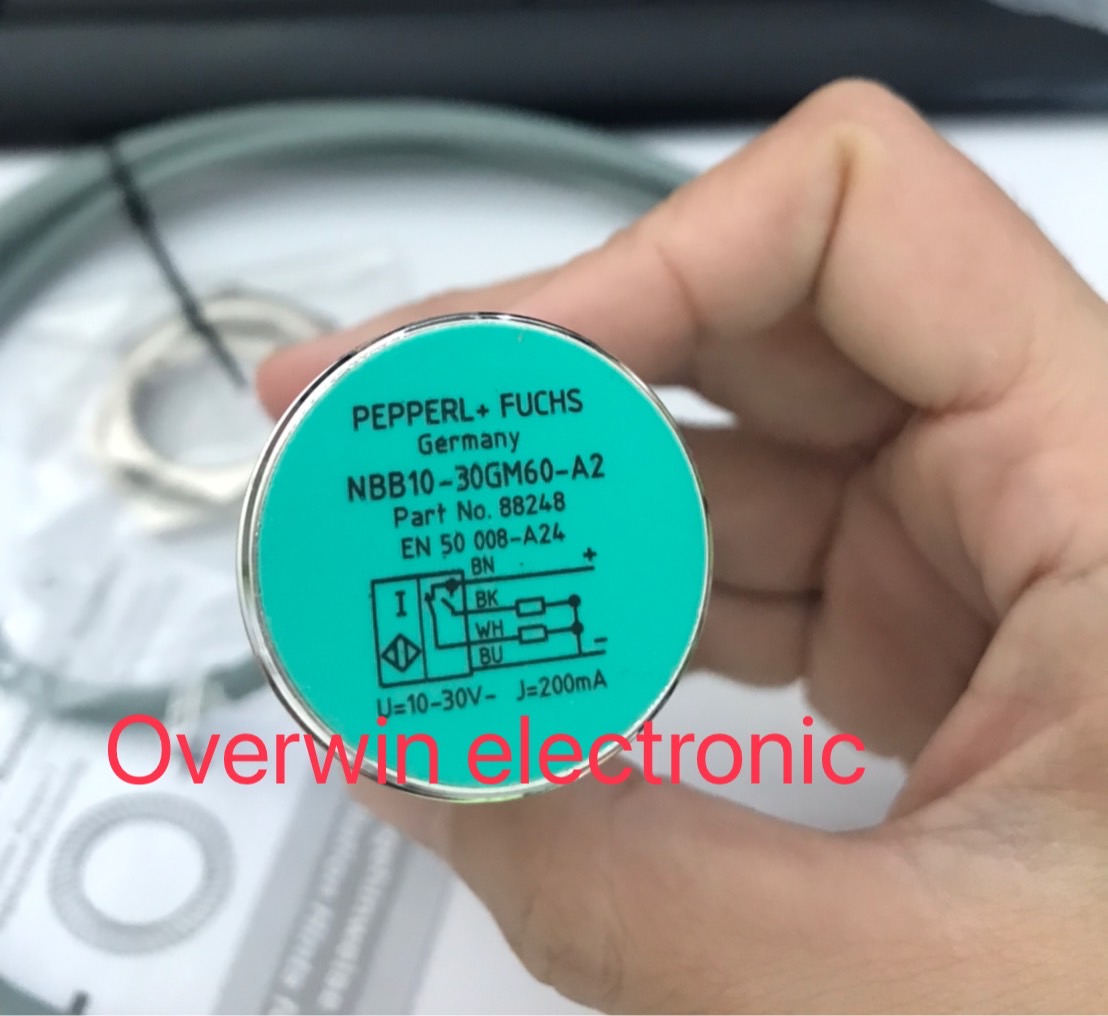 PEPPERL+ FUCHS
Germany
NBB10-30GM60-A2
Part No. 88248
EN 50 008-A24
BN +
BK
I
WH
BU -
U=10-30V- J=200mA
Overwin electronic